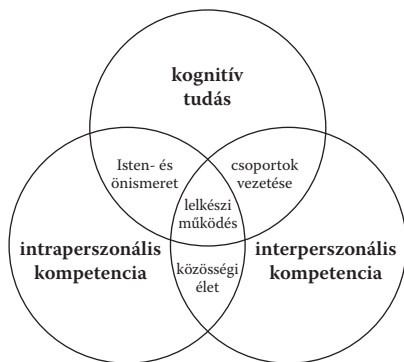 kognitív
tudás
Isten- és
önismeret
csoportok
vezetése
lelkészi
működés
intraperszonális
kompetencia
interperszonális
kompetencia
közösségi
élet